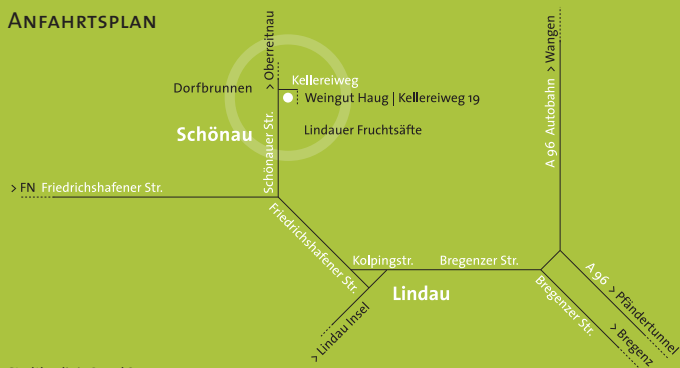 Anfahrtsplan
> Oberreitnau
> Wangen
Kellereiweg
Dorfbrunnen
Weingut Haug | Kellereiweg 19
Lindauer Fruchtsäfte
Schönau
Schönauer Str.
A 96 Autobahn
> FN Friedrichshafener Str.
Friedrichshafener Str.
Kolpingstr.
Bregenzer Str.
Lindau
> Lindau Insel
A 96
> Pfändertunnel
Bregenzer Str.
> Bregenz